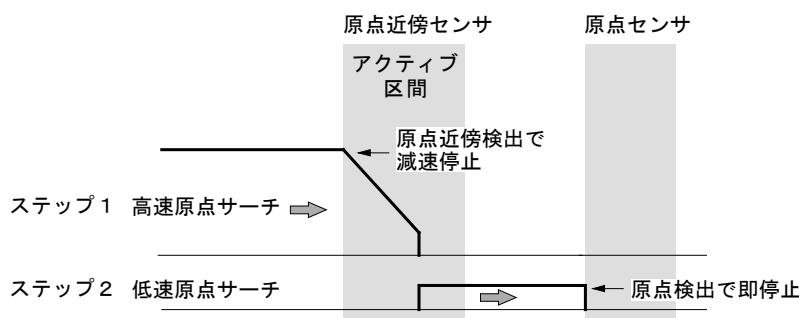 原点近傍センサ
原点センサ
アクティブ
区間
原点近傍検出で
減速停止
ステップ1 高速原点サーチ
ステップ2 低速原点サーチ
原点検出で即停止